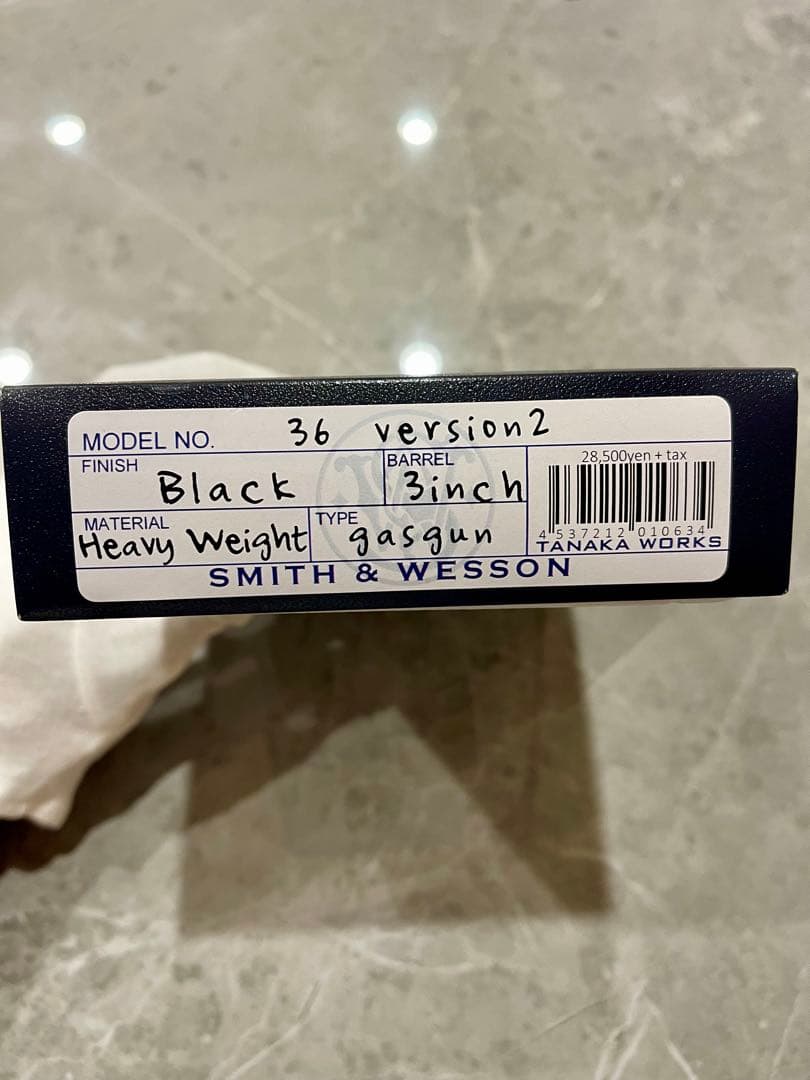 MODEL NO. 36 version2
FINISH Black
BARREL 3inch
28,500yen + tax
MATERIAL Heavy Weight
TYPE gasgun
4 537212 010634
TANAKA WORKS
SMITH & WESSON